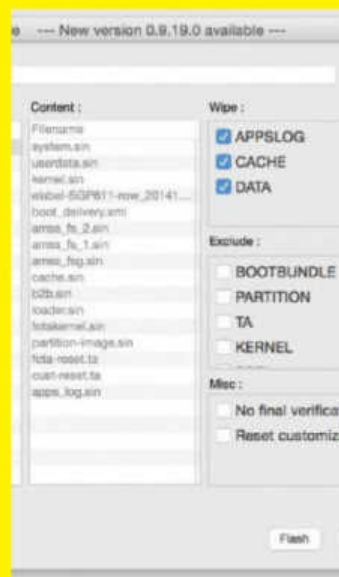 --- New version 0.9.19.0 available ---
Content :
Filename
system.sin
userdata.sin
kernel.sin
elabel-SGP611-row_20141...
boot_delivery.xml
amss_fs_2.sin
amss_fs_1.sin
amss_fsg.sin
cache.sin
b2b.sin
loader.sin
fotakernel.sin
partition-image.sin
fota-reset.ta
cust-reset.ta
apps_log.sin
Wipe :
APPSLOG
CACHE
DATA
Exclude :
BOOTBUNDLE
PARTITION
TA
KERNEL
Misc :
No final verifica
Reset customiz
Flash